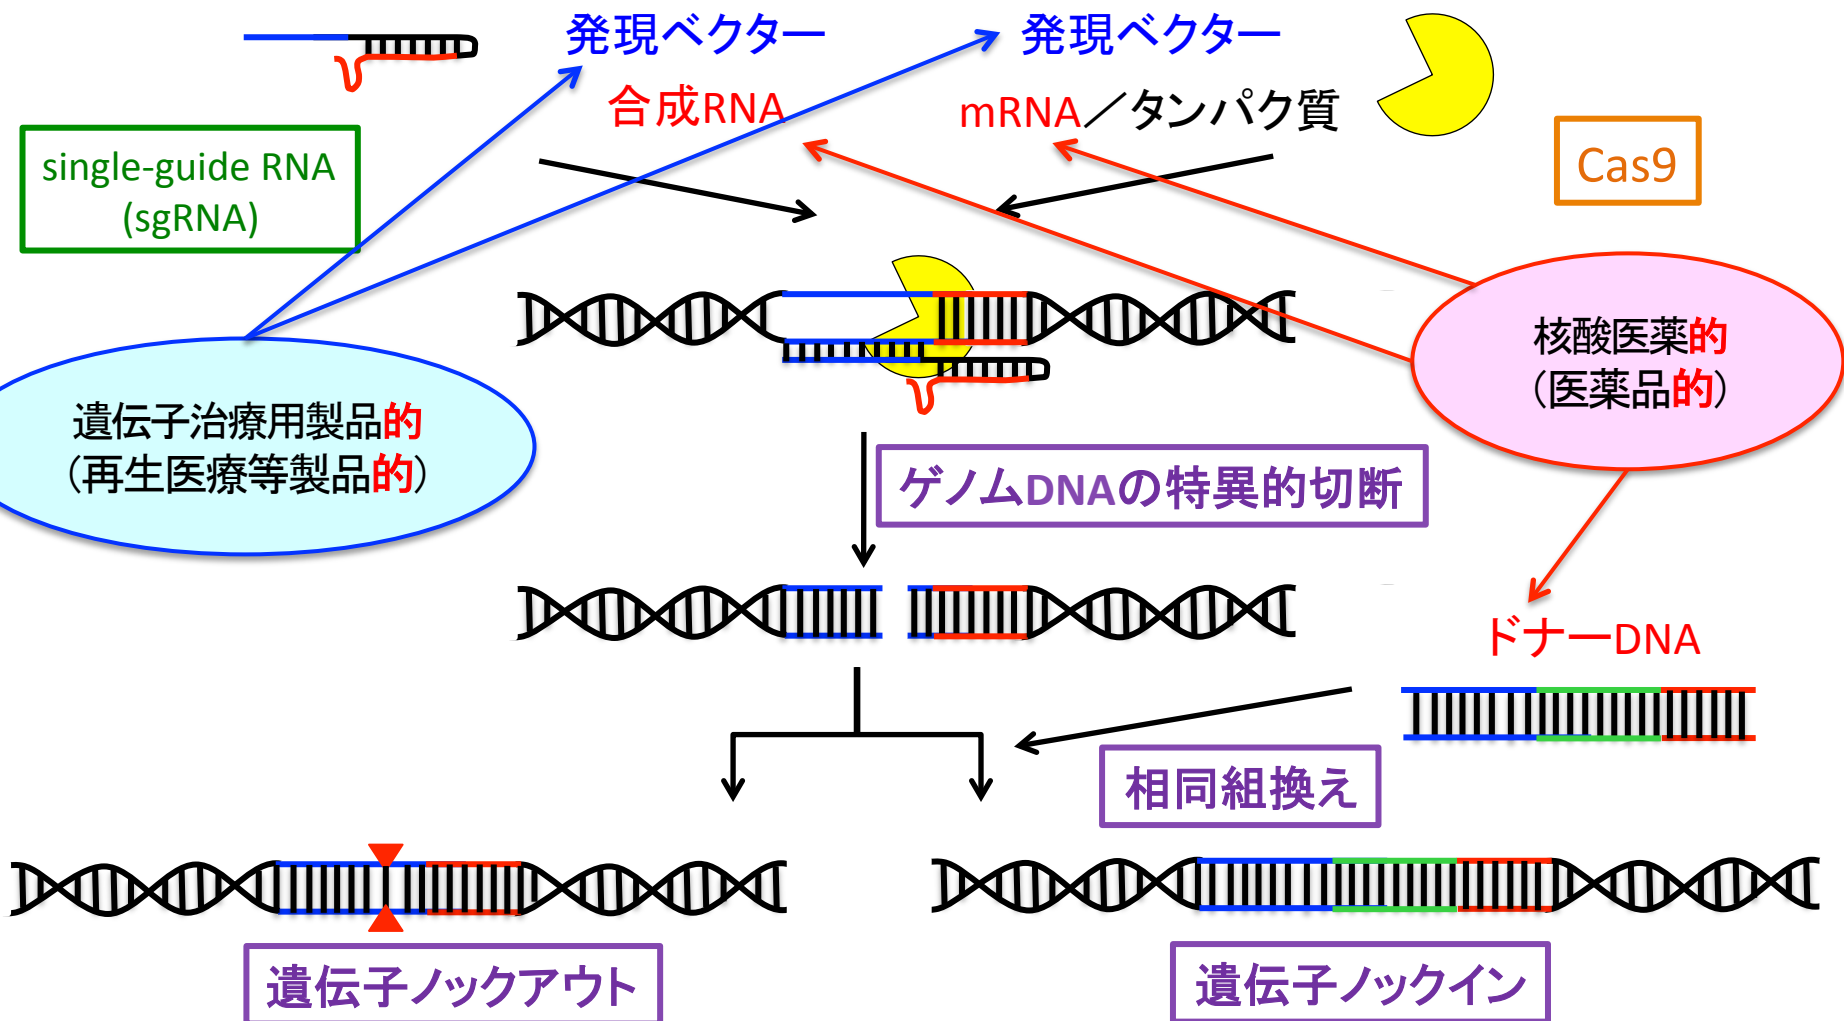 発現ベクター
発現ベクター
合成RNA
mRNA／タンパク質
single-guide RNA
(sgRNA)
Cas9
核酸医薬的
（医薬品的）
遺伝子治療用製品的
（再生医療等製品的）
ゲノムDNAの特異的切断
ドナーDNA
相同組換え
遺伝子ノックアウト
遺伝子ノックイン